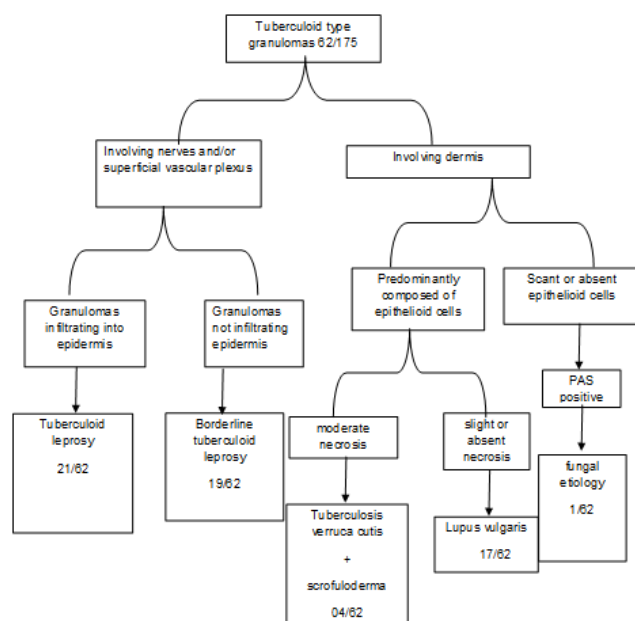 Tuberculoid type
granulomas 62/175
Involving nerves and/or
superficial vascular plexus
Involving dermis
Granulomas
infiltrating into
epidermis
Granulomas
not infiltrating
epidermis
Predominantly
composed of
epithelioid cells
Scant or absent
epithelioid cells
Tuberculoid
leprosy
21/62
Borderline
tuberculoid
leprosy
19/62
moderate
necrosis
slight or
absent
necrosis
PAS
positive
Tuberculosis
verruca cutis
+
scrofuloderma
04/62
Lupus vulgaris
17/62
fungal
etiology
1/62